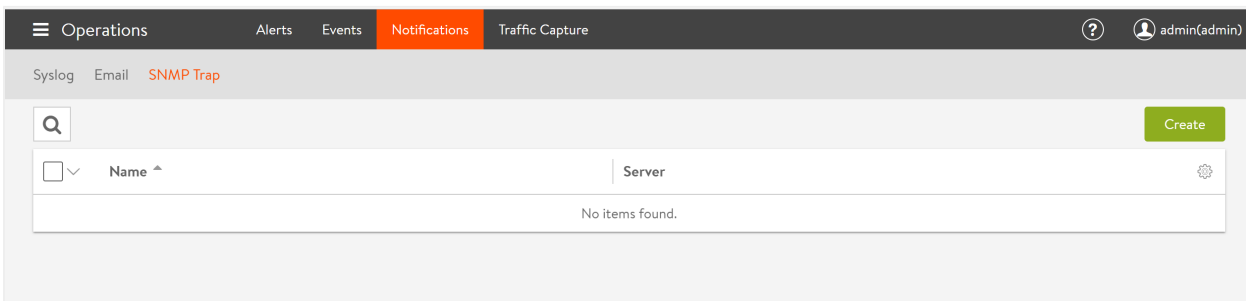 Operations Alerts Events Notifications Traffic Capture ? admin(admin)
Syslog Email SNMP Trap
Create
Name Server
No items found.